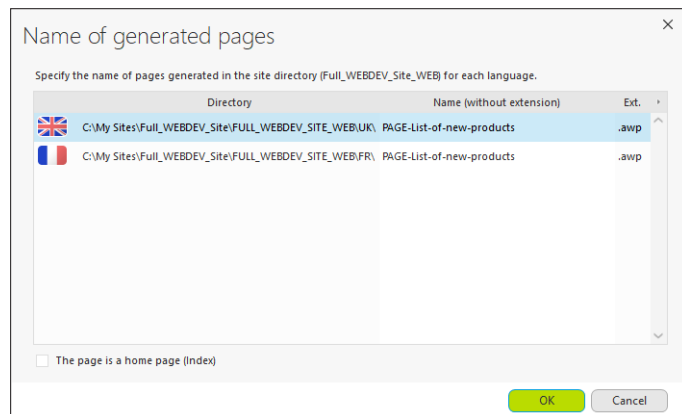 Name of generated pages
Specify the name of pages generated in the site directory (Full_WEBDEV_Site_WEB) for each language.
Directory Name (without extension) Ext.
C:\My Sites\Full_WEBDEV_Site\FULL_WEBDEV_SITE_WEB\UK\ PAGE-List-of-new-products .awp
C:\My Sites\Full_WEBDEV_Site\FULL_WEBDEV_SITE_WEB\FR\ PAGE-List-of-new-products .awp
The page is a home page (Index)
OK Cancel